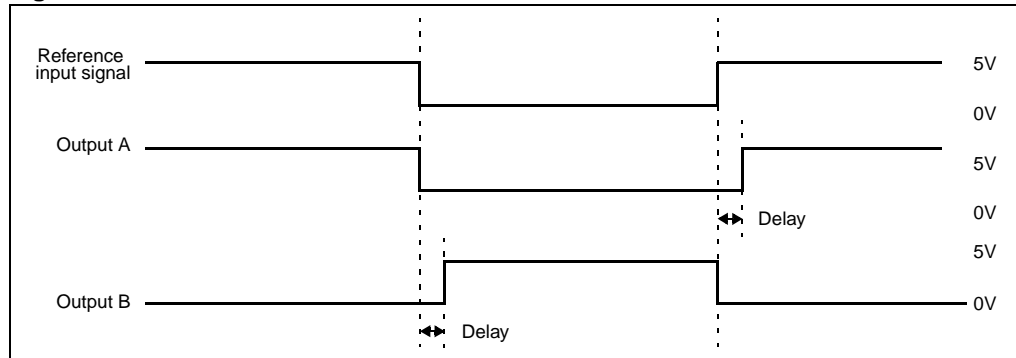 Reference
input signal
5V
0V
Output A
5V
0V
Delay
5V
Output B
0V
Delay